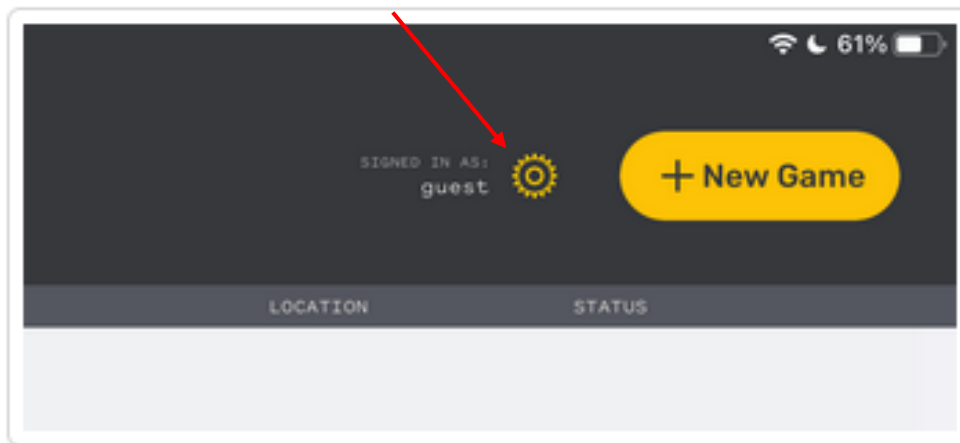 61%
SIGNED IN AS:
guest
+ New Game
LOCATION STATUS